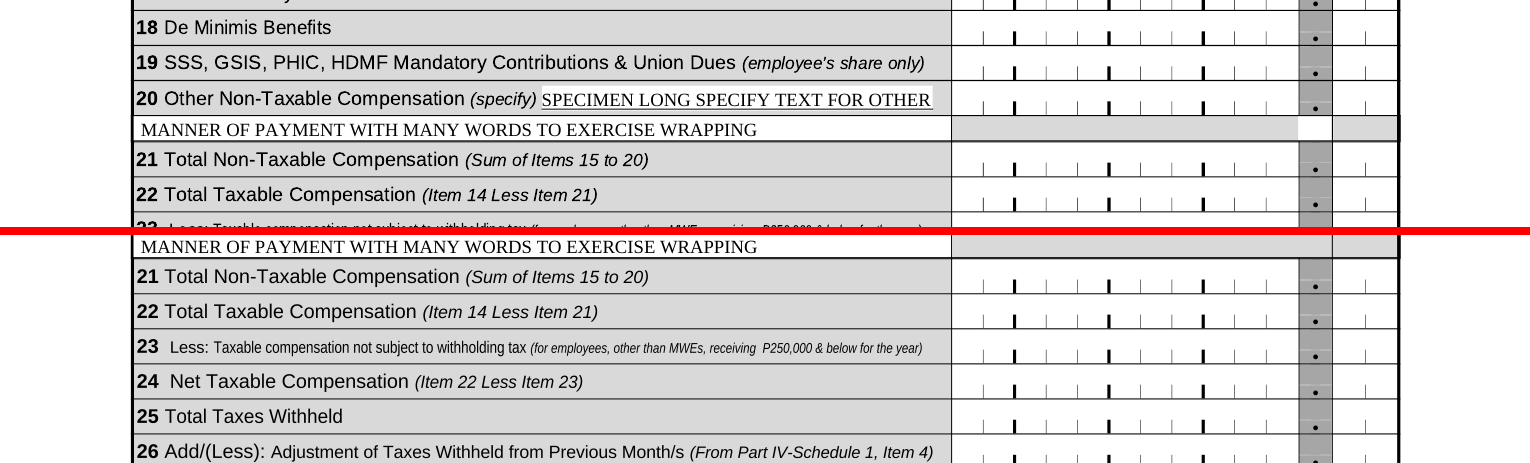 18 De Minimis Benefits
19 SSS, GSIS, PHIC, HDMF Mandatory Contributions & Union Dues (employee's share only)
20 Other Non-Taxable Compensation (specify) SPECIMEN LONG SPECIFY TEXT FOR OTHER
MANNER OF PAYMENT WITH MANY WORDS TO EXERCISE WRAPPING
21 Total Non-Taxable Compensation (Sum of Items 15 to 20)
22 Total Taxable Compensation (Item 14 Less Item 21)
MANNER OF PAYMENT WITH MANY WORDS TO EXERCISE WRAPPING
21 Total Non-Taxable Compensation (Sum of Items 15 to 20)
22 Total Taxable Compensation (Item 14 Less Item 21)
23 Less: Taxable compensation not subject to withholding tax (for employees, other than MWEs, receiving P250,000 & below for the year)
24 Net Taxable Compensation (Item 22 Less Item 23)
25 Total Taxes Withheld
26 Add/(Less): Adjustment of Taxes Withheld from Previous Month/s (From Part IV-Schedule 1, Item 4)